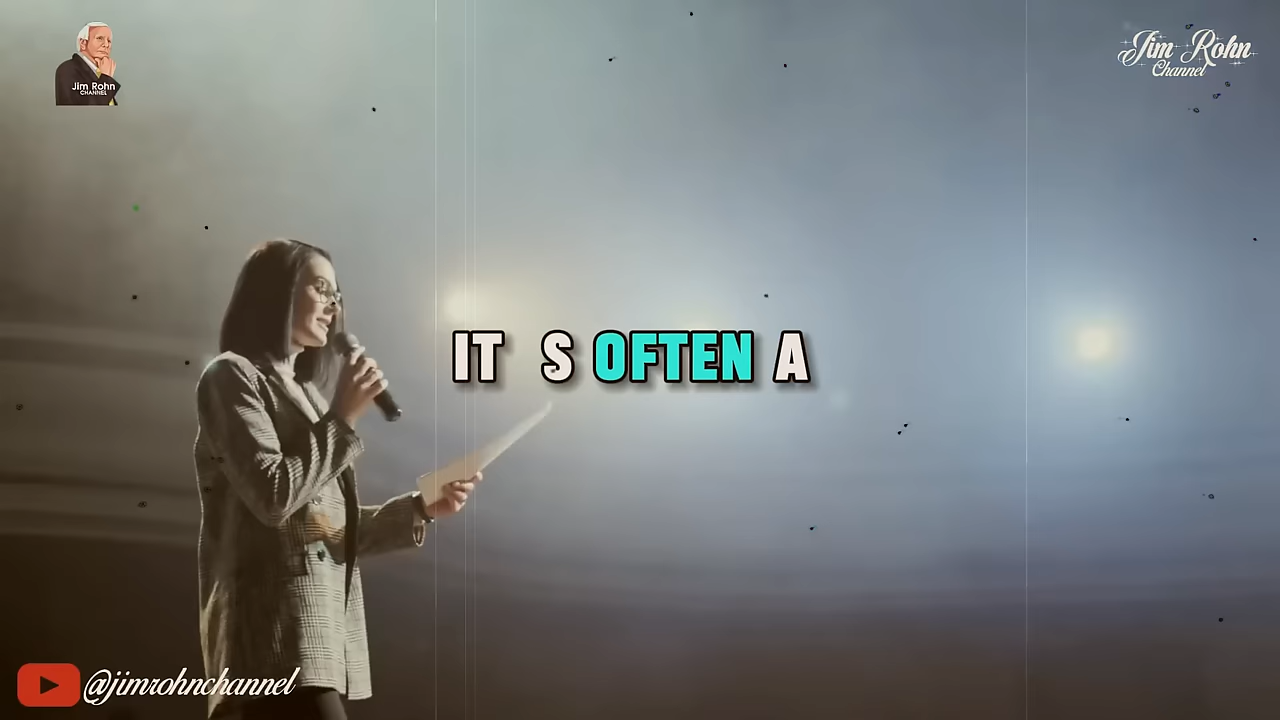 Jim Rohn
CHANNEL
Jim Rohn
Channel
IT S OFTEN A
@jimrohnchannel